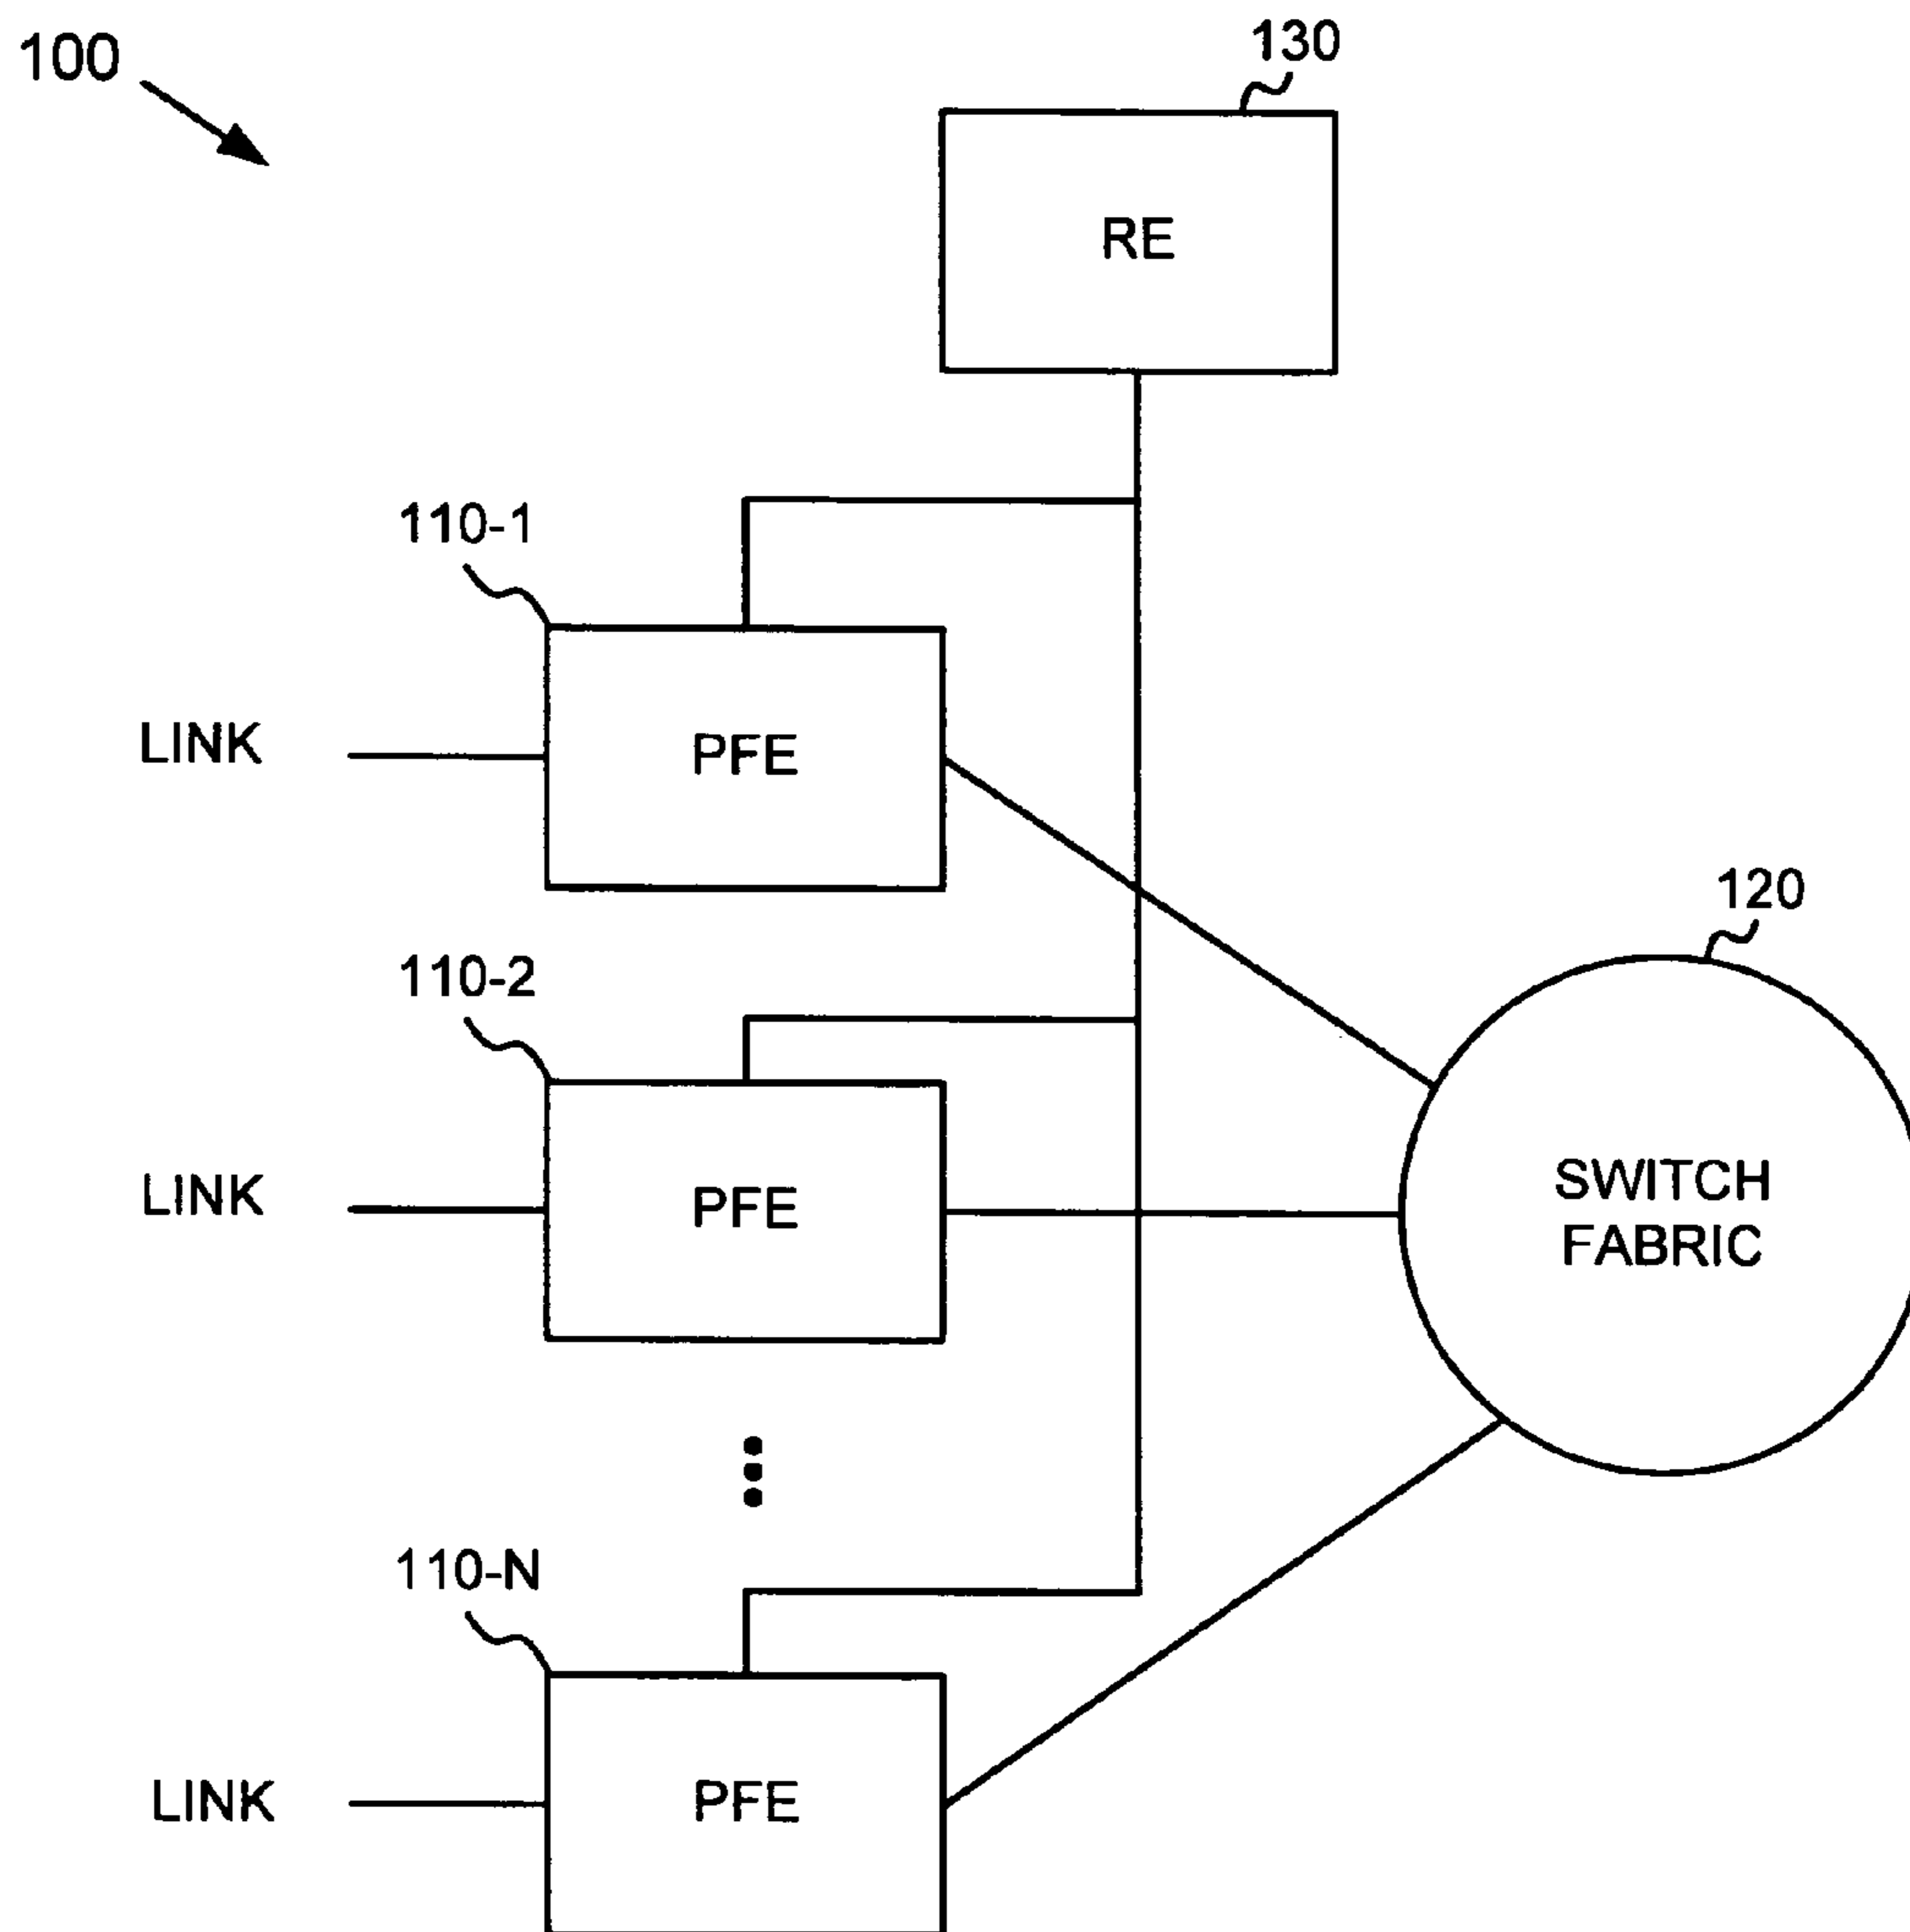 100
130
RE
110-1
LINK
PFE
120
110-2
LINK
PFE
SWITCH
FABRIC
110-N
LINK
PFE